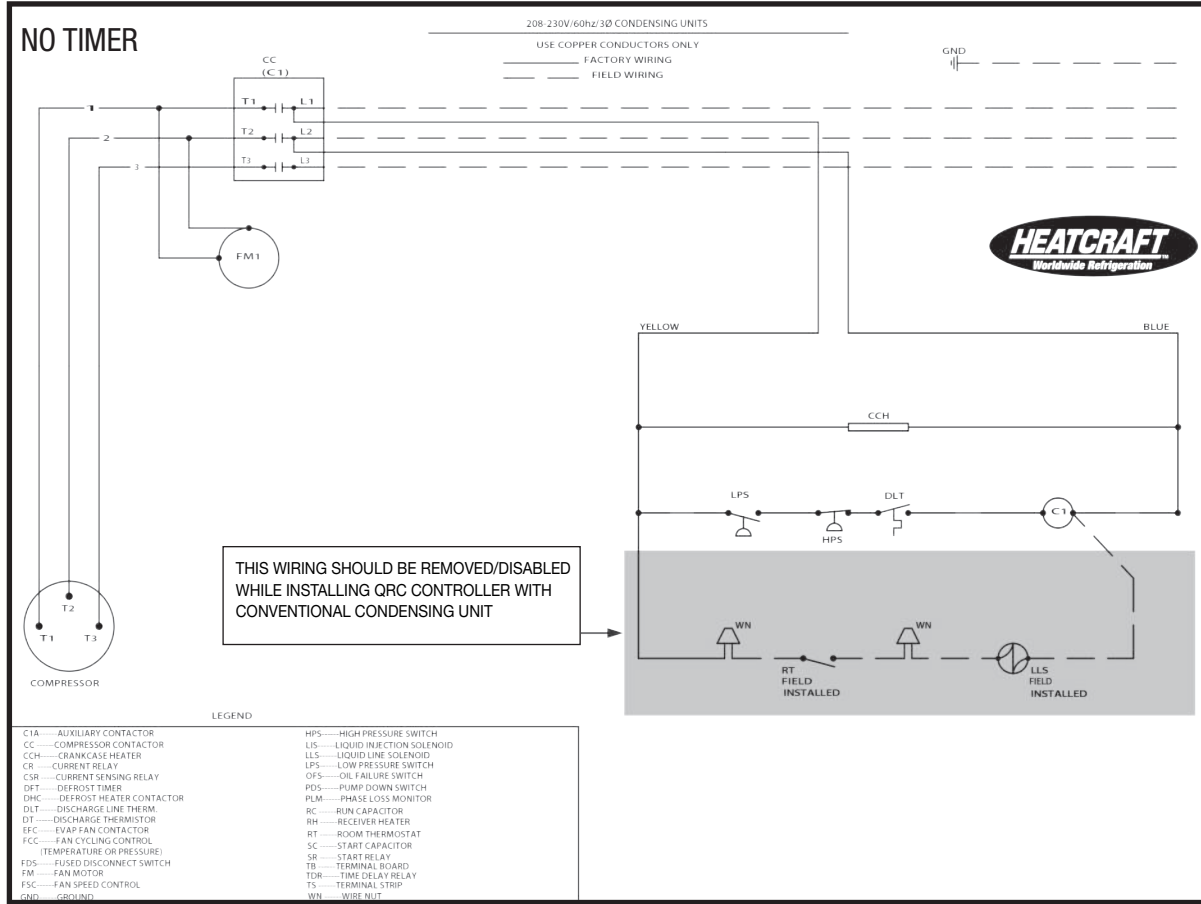 NO TIMER
208-230V/60hz/3Ø CONDENSING UNITS
USE COPPER CONDUCTORS ONLY
FACTORY WIRING
FIELD WIRING
GND
CC
(C1)
T1 L1
1
T2 L2
2
T3 L3
3
FM1
HEATCRAFT
Worldwide Refrigeration
TM
YELLOW
BLUE
CCH
LPS
DLT
C1
HPS
THIS WIRING SHOULD BE REMOVED/DISABLED
WHILE INSTALLING QRC CONTROLLER WITH
CONVENTIONAL CONDENSING UNIT
WN
WN
RT
FIELD
INSTALLED
LLS
FIELD
INSTALLED
T2
T1
T3
COMPRESSOR
LEGEND
C1A AUXILIARY CONTACTOR
CC COMPRESSOR CONTACTOR
CCH CRANKCASE HEATER
CR CURRENT RELAY
CSR CURRENT SENSING RELAY
DFT DEFROST TIMER
DHC DEFROST HEATER CONTACTOR
DLT DISCHARGE LINE THERM.
DT DISCHARGE THERMISTOR
EFC EVAP FAN CONTACTOR
FCC FAN CYCLING CONTROL
(TEMPERATURE OR PRESSURE)
FDS FUSED DISCONNECT SWITCH
FM FAN MOTOR
FSC FAN SPEED CONTROL
GND GROUND
HPS HIGH PRESSURE SWITCH
LIS LIQUID INJECTION SOLENOID
LLS LIQUID LINE SOLENOID
LPS LOW PRESSURE SWITCH
OFS OIL FAILURE SWITCH
PDS PUMP DOWN SWITCH
PLM PHASE LOSS MONITOR
RC RUN CAPACITOR
RH RECEIVER HEATER
RT ROOM THERMOSTAT
SC START CAPACITOR
SR START RELAY
TB TERMINAL BOARD
TDR TIME DELAY RELAY
TS TERMINAL STRIP
WN WIRE NUT